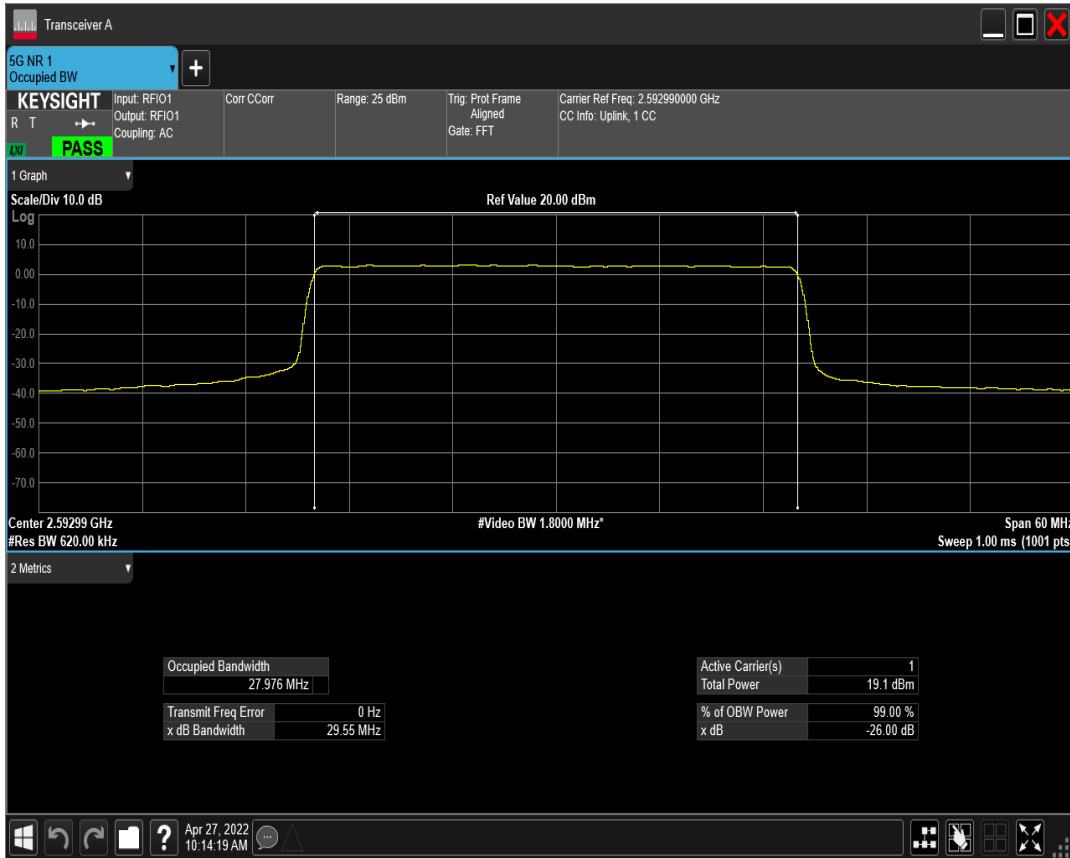 Transceiver A
5G NR 1
Occupied BW
KEYSIGHT
R T
LXI
PASS
Input: RFIO1
Output: RFIO1
Coupling: AC
Corr CCorr
Range: 25 dBm
Trig: Prot Frame
Aligned
Gate: FFT
Carrier Ref Freq: 2.592990000 GHz
CC Info: Uplink, 1 CC
1 Graph
Scale/Div 10.0 dB
Ref Value 20.00 dBm
Log
10.0
0.00
-10.0
-20.0
-30.0
-40.0
-50.0
-60.0
-70.0
Center 2.59299 GHz
#Video BW 1.8000 MHz*
Span 60 MHz
#Res BW 620.00 kHz
Sweep 1.00 ms (1001 pts
2 Metrics
Occupied Bandwidth
27.976 MHz
Transmit Freq Error 0 Hz
x dB Bandwidth 29.55 MHz
Active Carrier(s) 1
Total Power 19.1 dBm
% of OBW Power 99.00 %
x dB -26.00 dB
?
Apr 27, 2022
10:14:19 AM